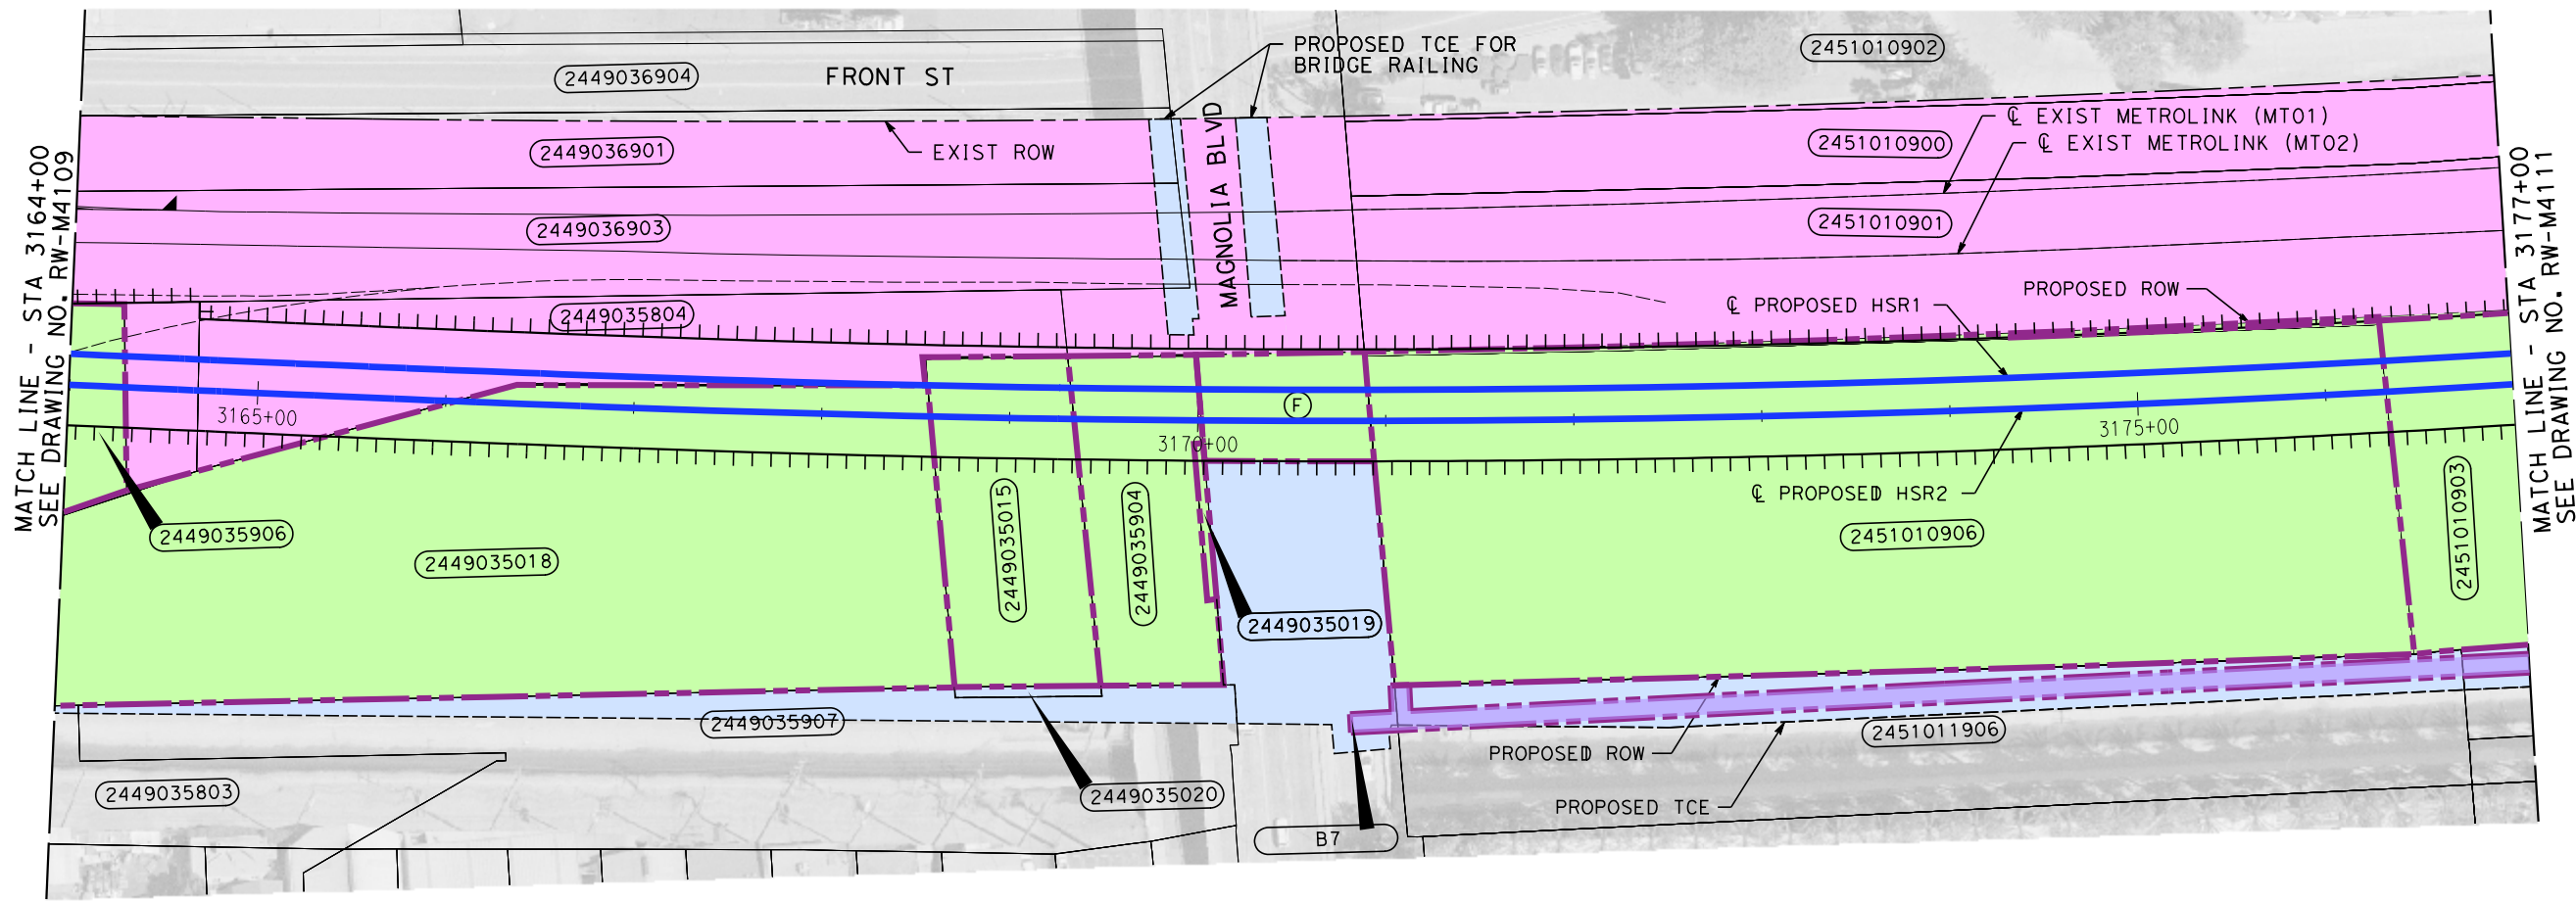 PROPOSED TCE FOR
BRIDGE RAILING
2451010902
2449036904
FRONT ST
℄ EXIST METROLINK (MT01)
℄ EXIST METROLINK (MT02)
2449036901
EXIST ROW
MAGNOLIA BLVD
2451010900
2449036903
2451010901
MATCH LINE - STA 3164+00
SEE DRAWING NO. RW-M4109
MATCH LINE - STA 3177+00
SEE DRAWING NO. RW-M4111
PROPOSED ROW
℄ PROPOSED HSR1
2449035804
3165+00
F
3170+00
3175+00
℄ PROPOSED HSR2
2449035906
2449035018
2449035015
2449035904
2451010906
2451010903
2449035019
2449035907
2451011906
PROPOSED ROW
2449035803
2449035020
PROPOSED TCE
B7